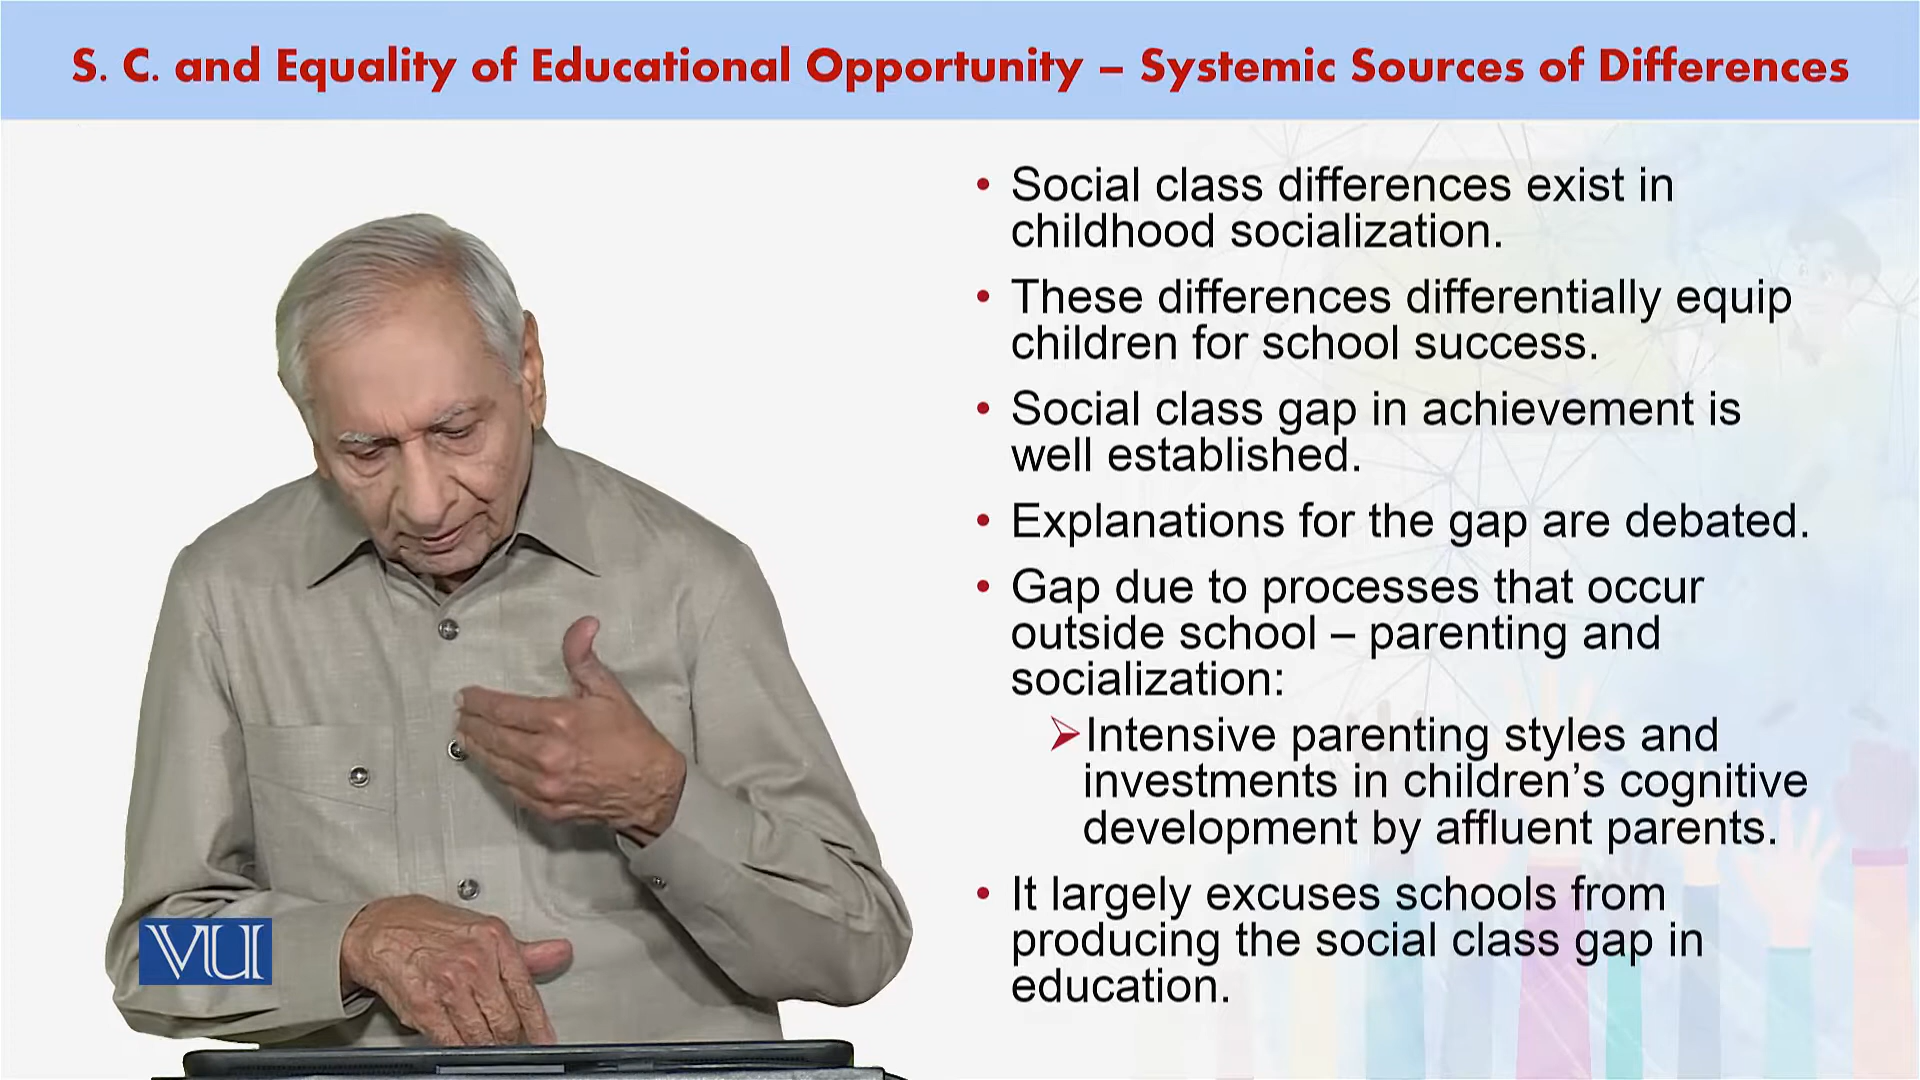 S. C. and Equality of Educational Opportunity – Systemic Sources of Differences
• Social class differences exist in
childhood socialization.
• These differences differentially equip
children for school success.
• Social class gap in achievement is
well established.
• Explanations for the gap are debated.
• Gap due to processes that occur
outside school – parenting and
socialization:
➢Intensive parenting styles and
investments in children’s cognitive
development by affluent parents.
• It largely excuses schools from
producing the social class gap in
education.
VU